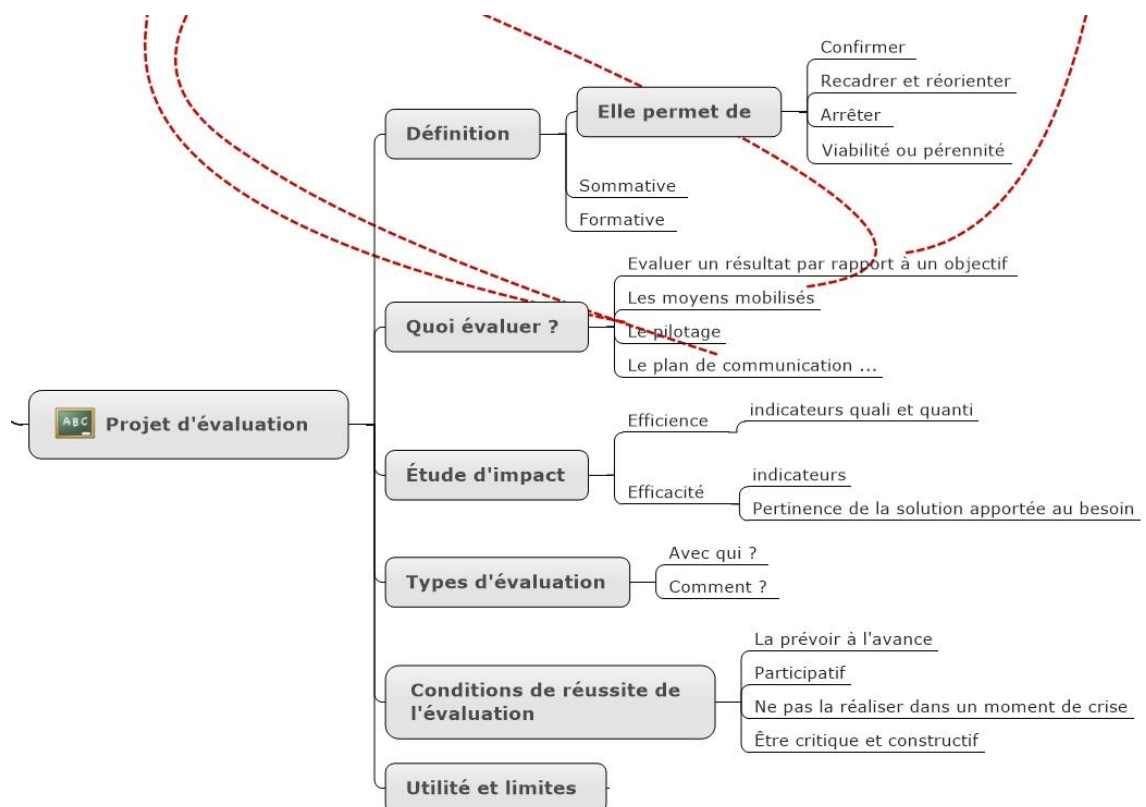 Confirmer
Recadrer et réorienter
Elle permet de
Arrêter
Définition
Viabilité ou pérennité
Sommative
Formative
Evaluer un résultat par rapport à un objectif
Les moyens mobilisés
Quoi évaluer ?
Le pilotage
Le plan de communication ...
ABC
Projet d'évaluation
Efficience
indicateurs quali et quanti
Étude d'impact
Efficacité
indicateurs
Pertinence de la solution apportée au besoin
Types d'évaluation
Avec qui ?
Comment ?
Conditions de réussite de
l'évaluation
La prévoir à l'avance
Participatif
Ne pas la réaliser dans un moment de crise
Être critique et constructif
Utilité et limites